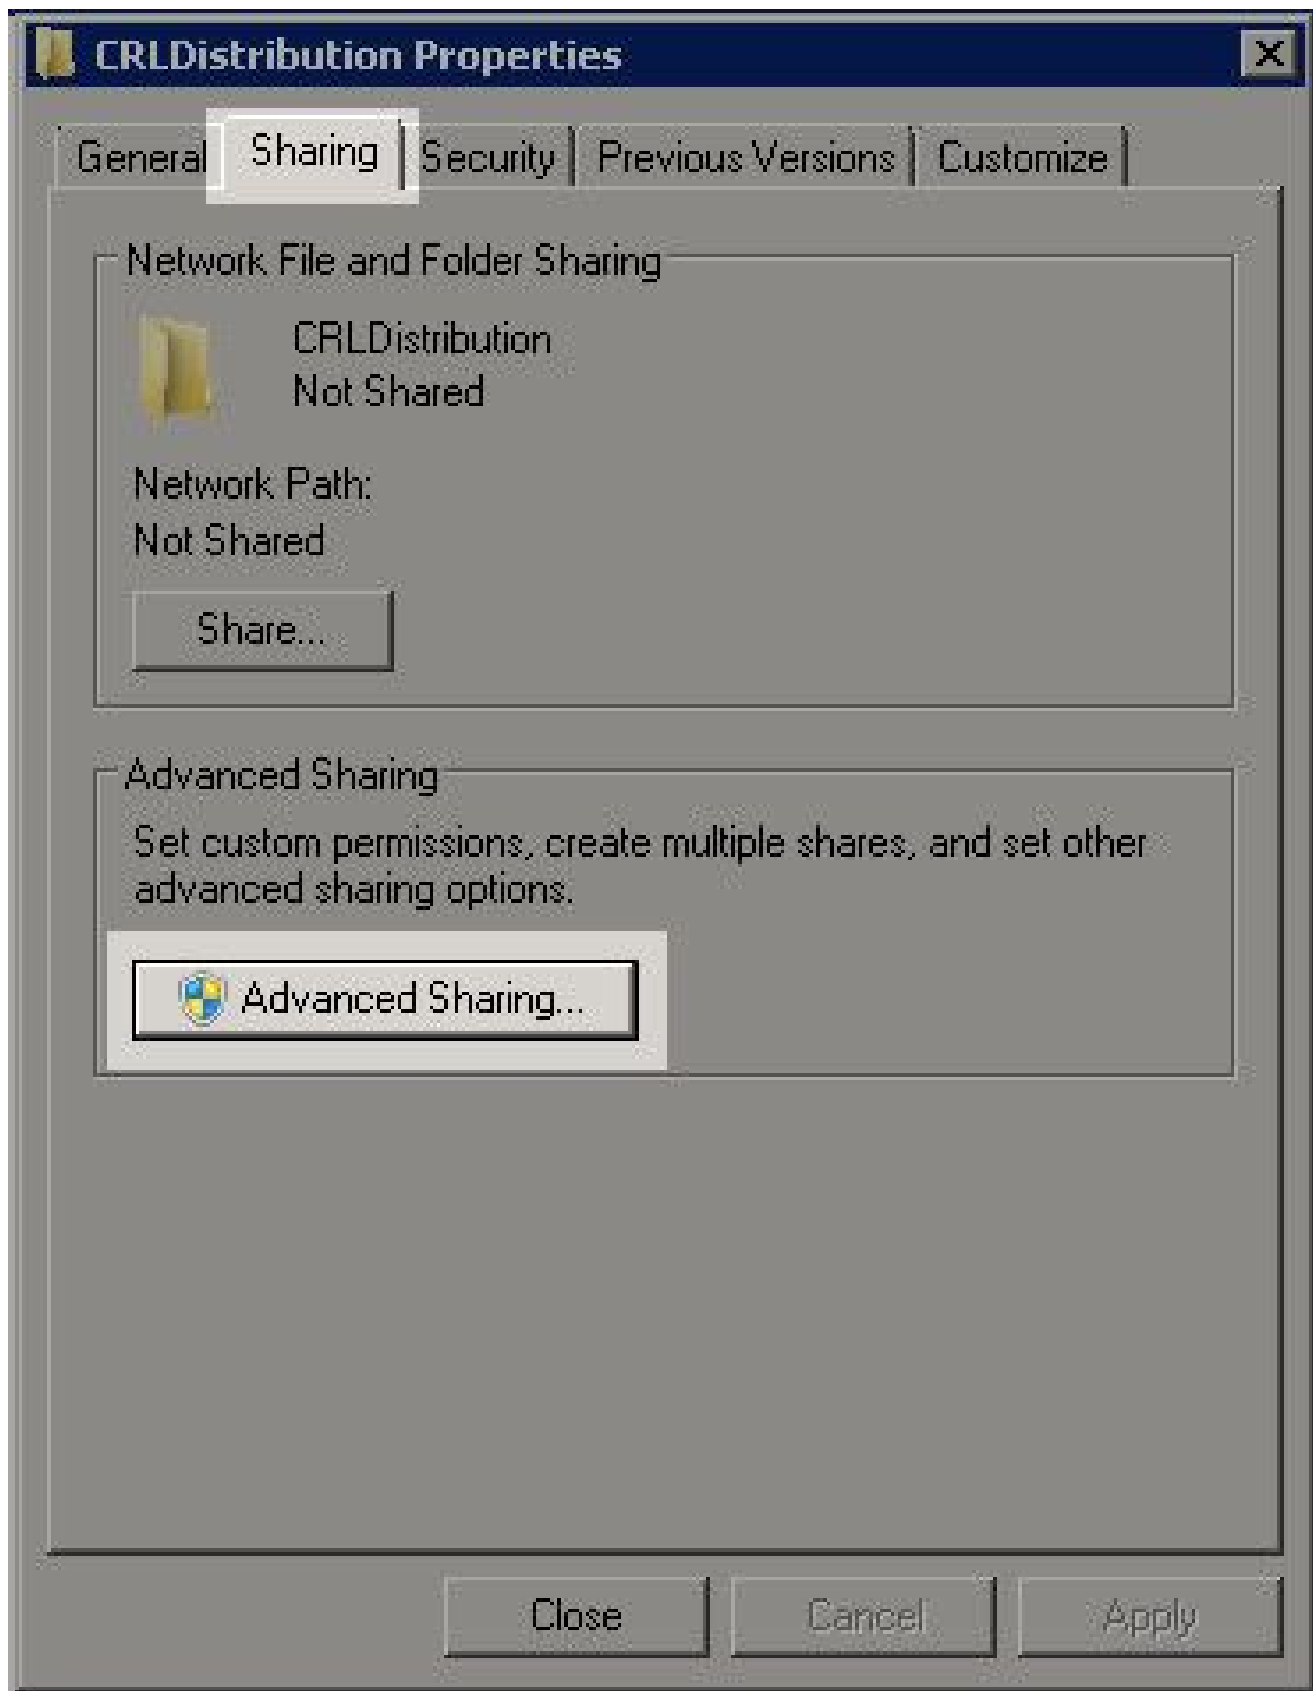 CRLDistribution Properties
General
Sharing
Security
Previous Versions
Customize
Network File and Folder Sharing
CRLDistribution
Not Shared
Network Path:
Not Shared
Share...
Advanced Sharing
Set custom permissions, create multiple shares, and set other
advanced sharing options.
Advanced Sharing...
Close
Cancel
Apply